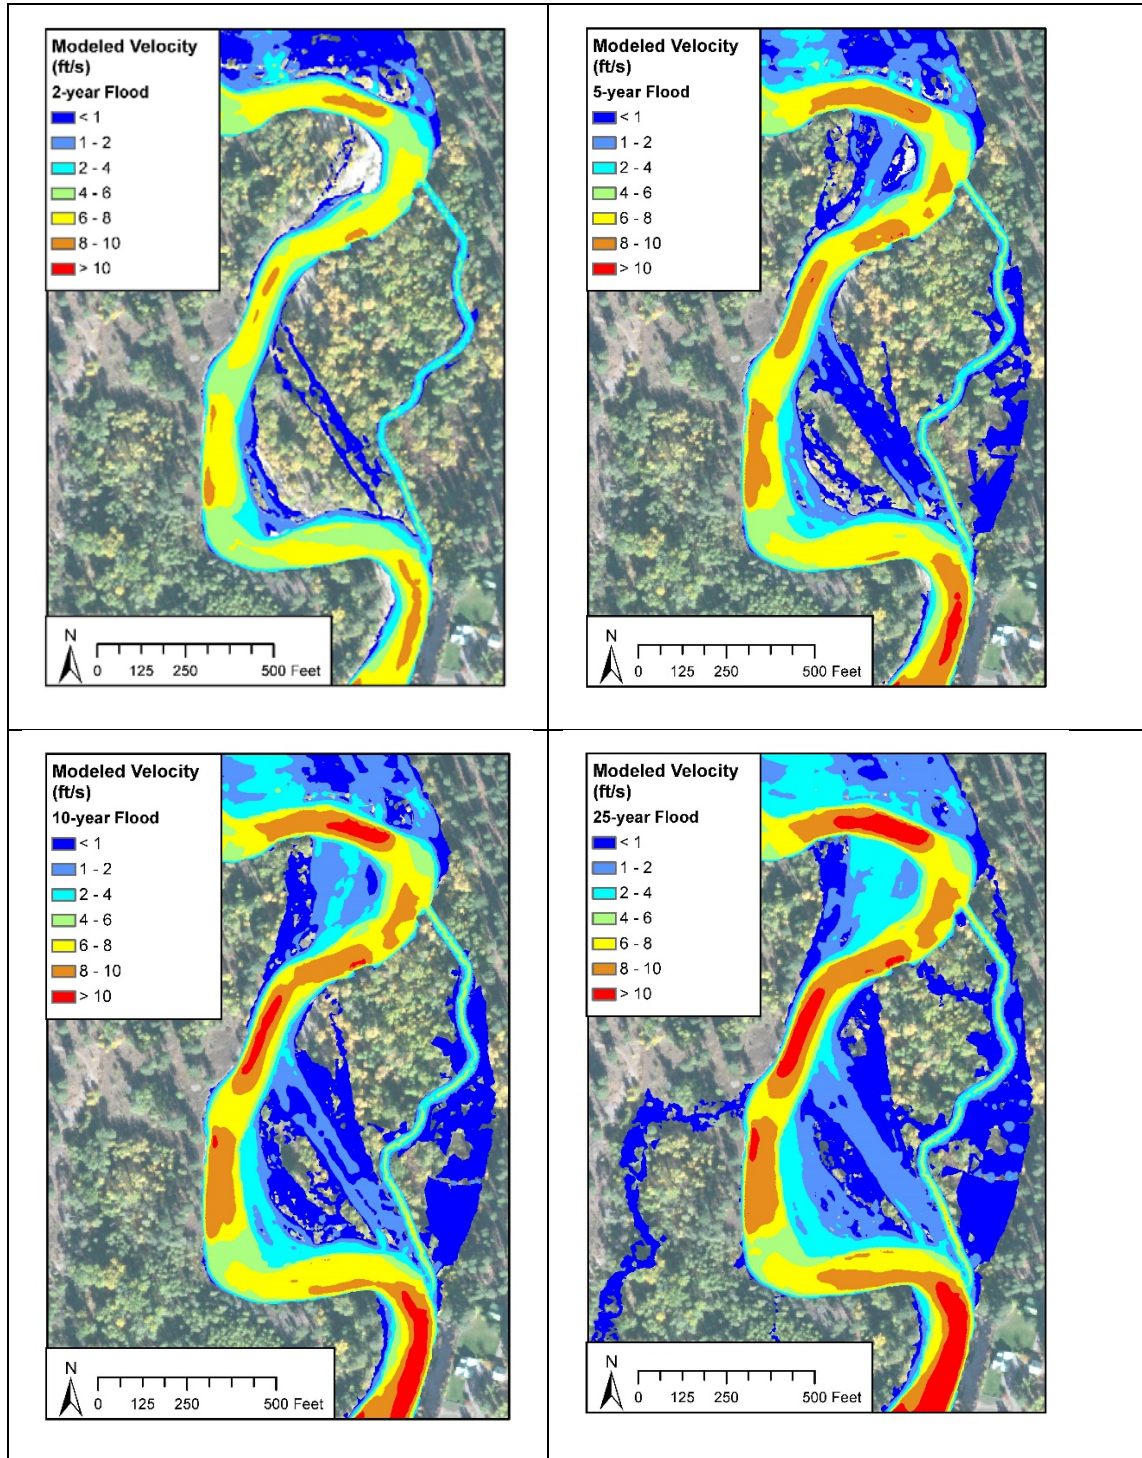 Modeled Velocity
(ft/s)
2-year Flood
< 1
1 - 2
2 - 4
4 - 6
6 - 8
8 - 10
> 10
N
0 125 250 500 Feet
Modeled Velocity
(ft/s)
5-year Flood
< 1
1 - 2
2 - 4
4 - 6
6 - 8
8 - 10
> 10
N
0 125 250 500 Feet
Modeled Velocity
(ft/s)
10-year Flood
< 1
1 - 2
2 - 4
4 - 6
6 - 8
8 - 10
> 10
N
0 125 250 500 Feet
Modeled Velocity
(ft/s)
25-year Flood
< 1
1 - 2
2 - 4
4 - 6
6 - 8
8 - 10
> 10
N
0 125 250 500 Feet